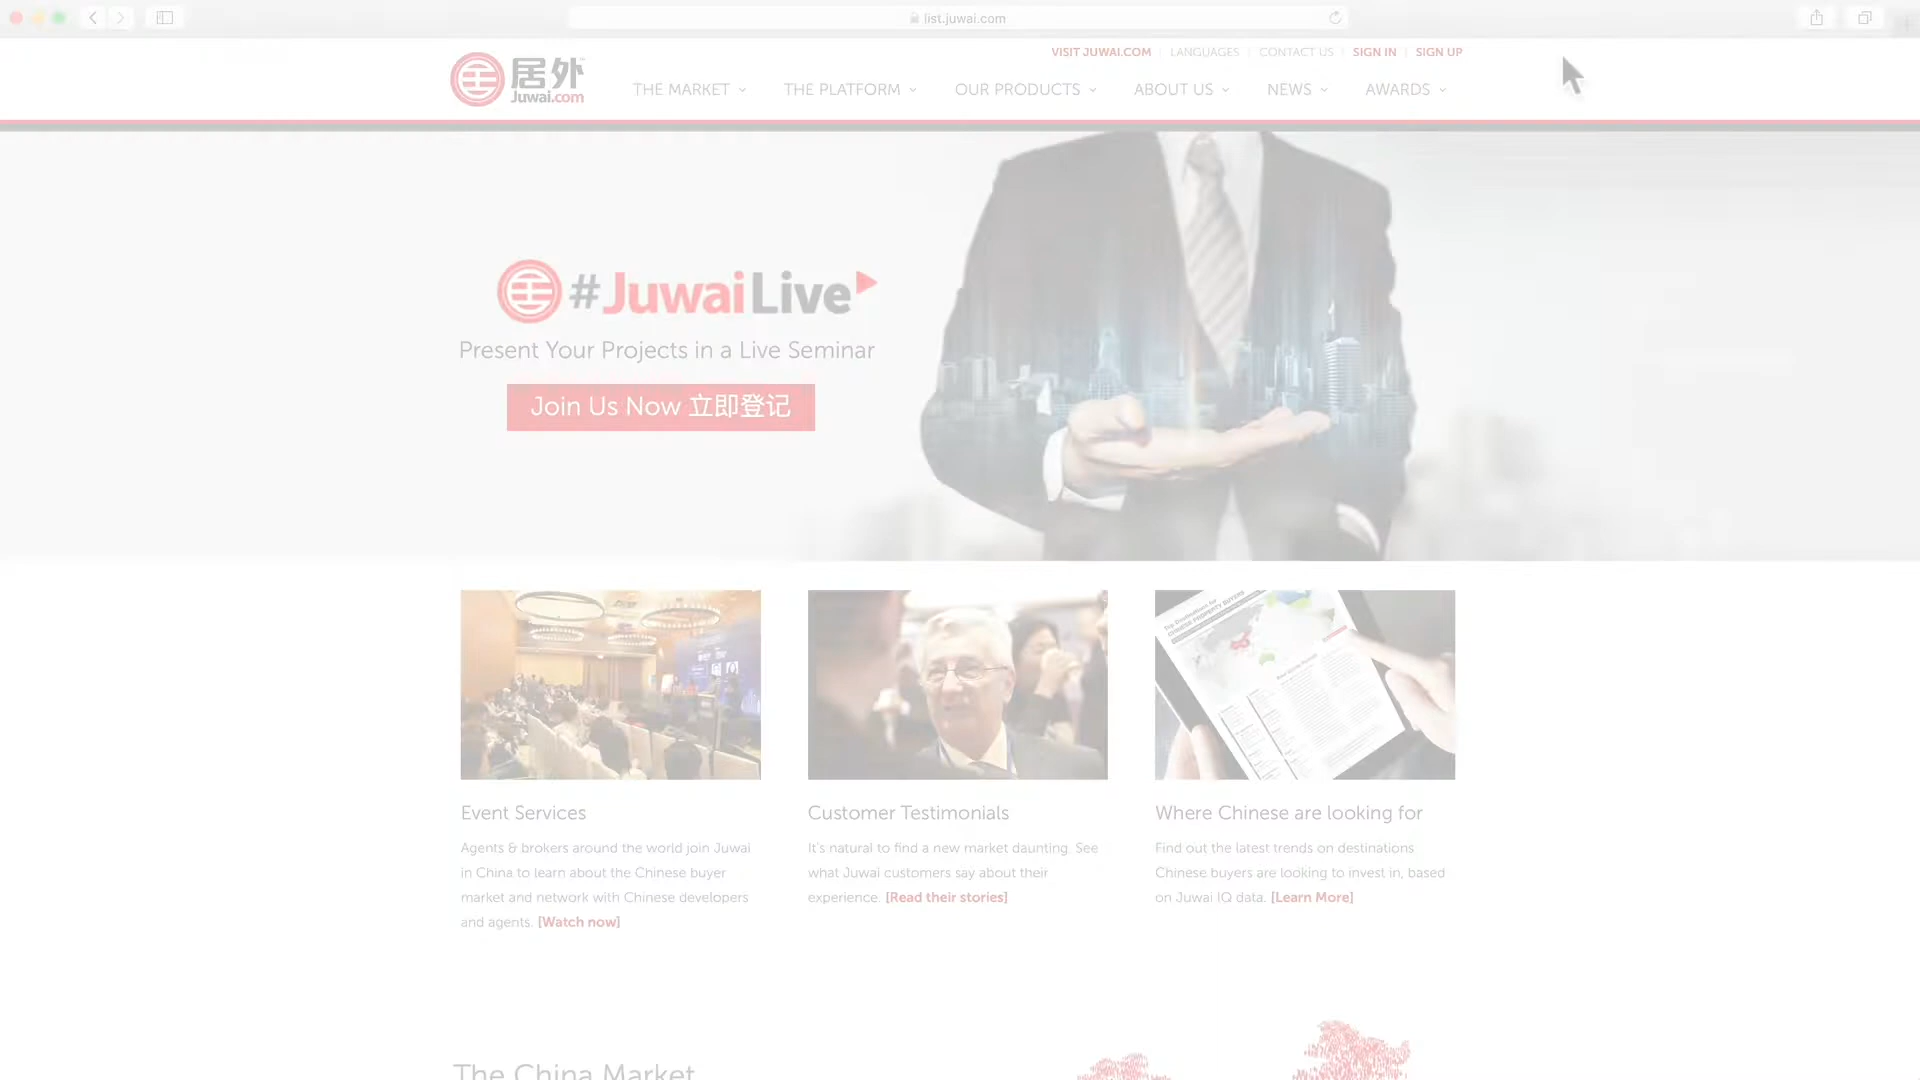 list.juwai.com
VISIT JUWAI.COM LANGUAGES CONTACT US SIGN IN SIGN UP
居外
Juwai.com
THE MARKET THE PLATFORM OUR PRODUCTS ABOUT US NEWS AWARDS
#JuwaiLive
Present Your Projects in a Live Seminar
Join Us Now 立即登记
Top Destinations for
CHINESE PROPERTY BUYERS
Event Services
Agents & brokers around the world join Juwai
in China to learn about the Chinese buyer
market and network with Chinese developers
and agents. [Watch now]
Customer Testimonials
It's natural to find a new market daunting. See
what Juwai customers say about their
experience. [Read their stories]
Where Chinese are looking for
Find out the latest trends on destinations
Chinese buyers are looking to invest in, based
on Juwai IQ data. [Learn More]
The China Market